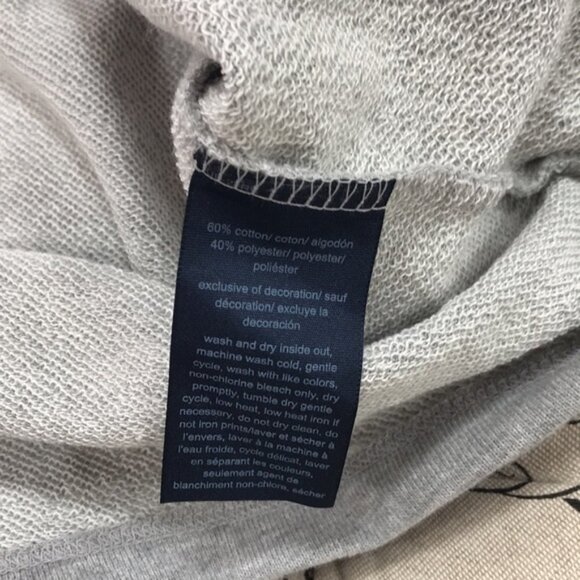 60% cotton/ coton/ algodón
40% polyester/ polyester/
poliéster
exclusive of decoration/ sauf
décoration/ excluye la
decoración
wash and dry inside out,
machine wash cold, gentle
cycle, wash with like colors,
non-chlorine bleach only, dry
promptly, tumble dry gentle
cycle, low heat, low heat iron if
necessary, do not dry clean, do
not iron prints/laver et sécher à
l'envers, laver à la machine à
l'eau froide, cycle délicat, laver
en séparant les couleurs,
seulement agent de
blanchiment non-chloré, sécher